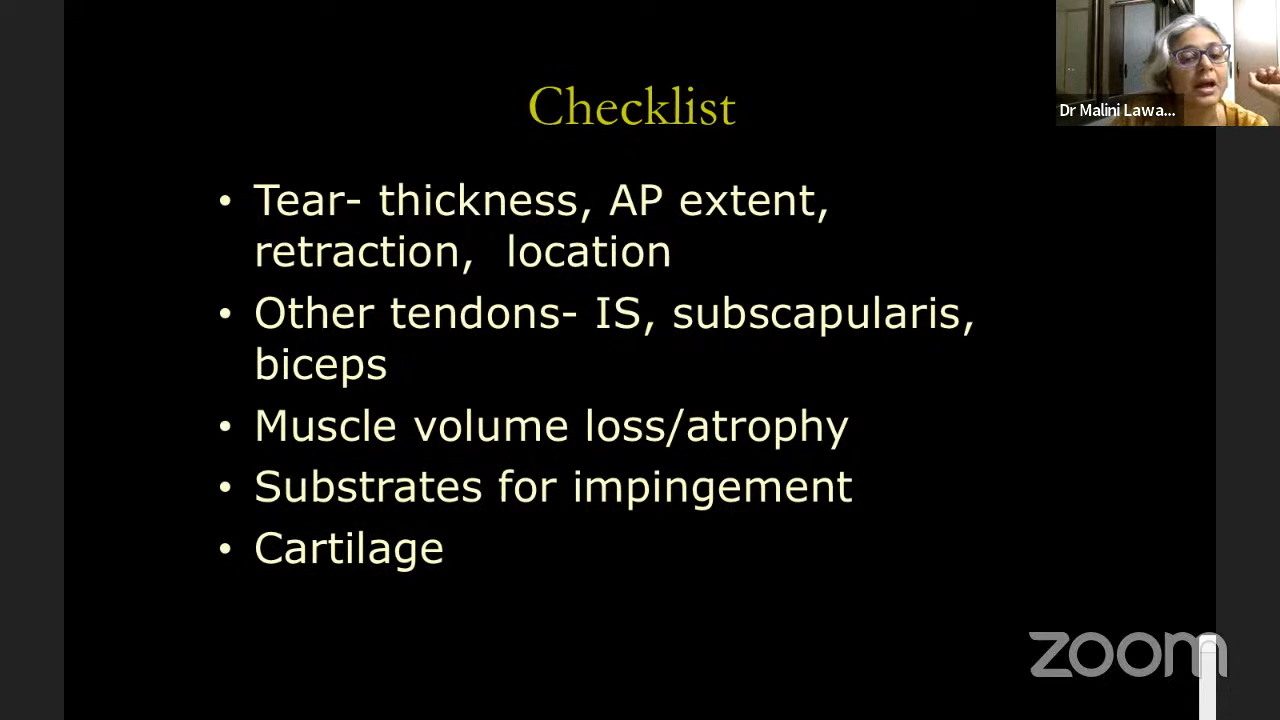 Checklist
• Tear- thickness, AP extent,
retraction, location
• Other tendons- IS, subscapularis,
biceps
• Muscle volume loss/atrophy
• Substrates for impingement
• Cartilage
Dr Malini Lawa...
zoom